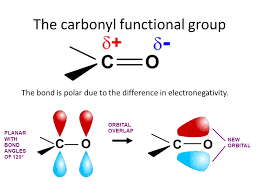 The carbonyl functional group
δ+ δ-
C O
The bond is polar due to the difference in electronegativity.
PLANAR
WITH
BOND
ANGLES
OF 120°
C O
ORBITAL
OVERLAP
C O
NEW
ORBITAL